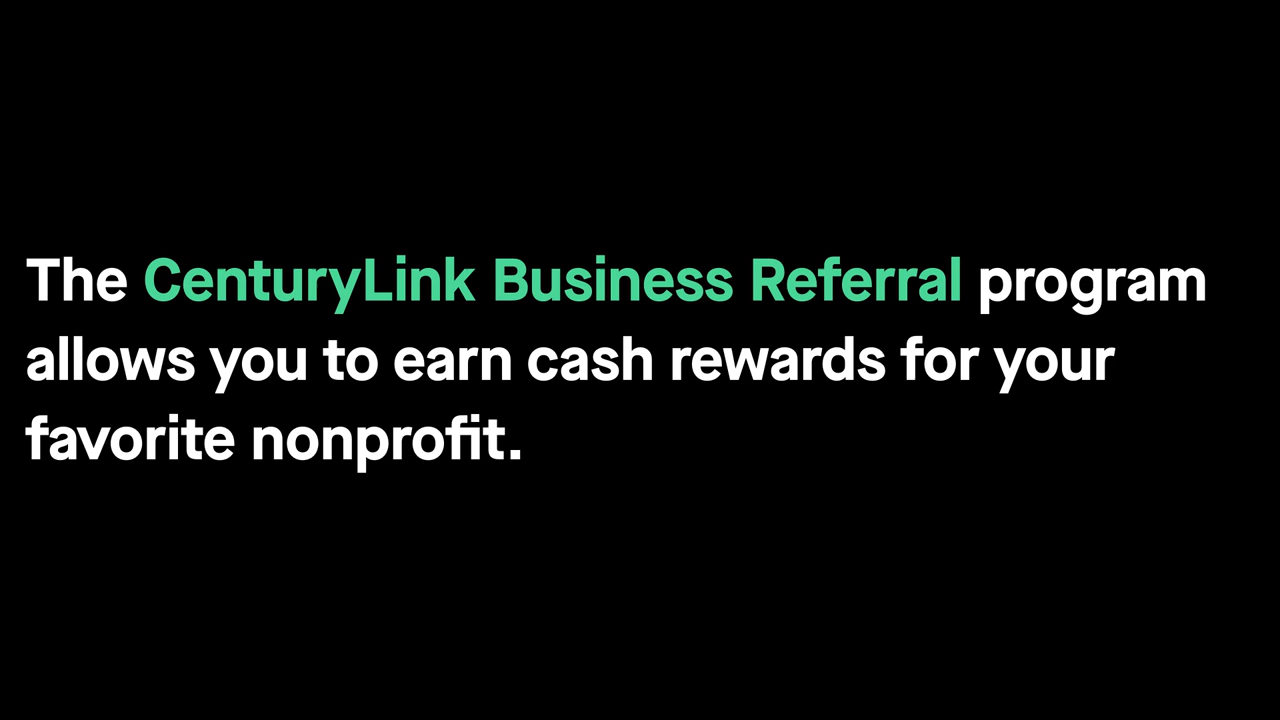 The CenturyLink Business Referral program
allows you to earn cash rewards for your
favorite nonprofit.